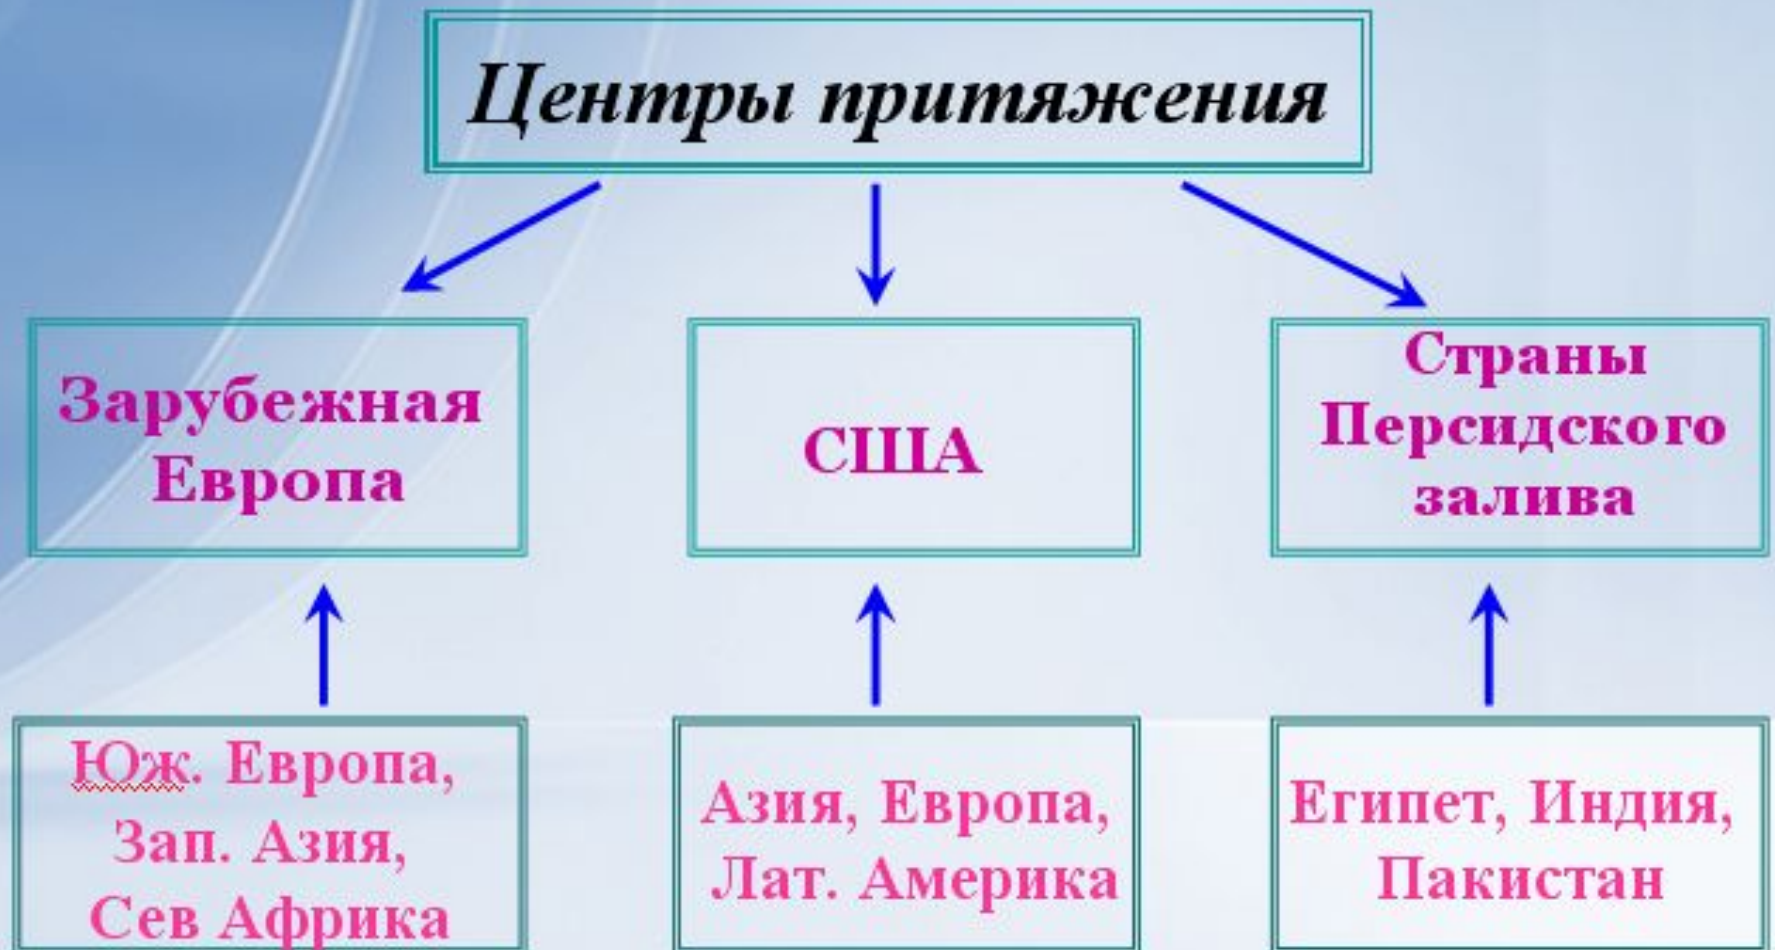 Центры притяжения
Зарубежная
Европа
США
Страны
Персидского
залива
Юж. Европа,
Зап. Азия,
Сев Африка
Азия, Европа,
Лат. Америка
Египет, Индия,
Пакистан